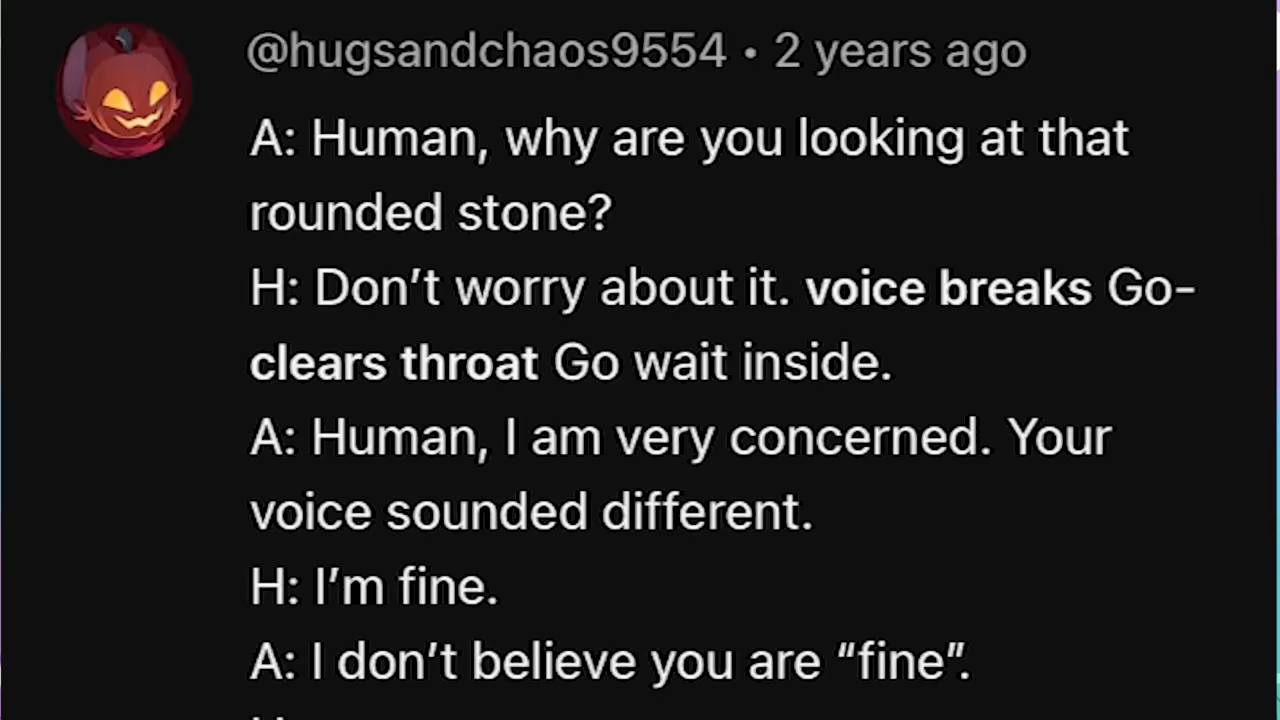 @hugsandchaos9554 • 2 years ago
A: Human, why are you looking at that
rounded stone?
H: Don’t worry about it. voice breaks Go-
clears throat Go wait inside.
A: Human, I am very concerned. Your
voice sounded different.
H: I’m fine.
A: I don’t believe you are “fine”.